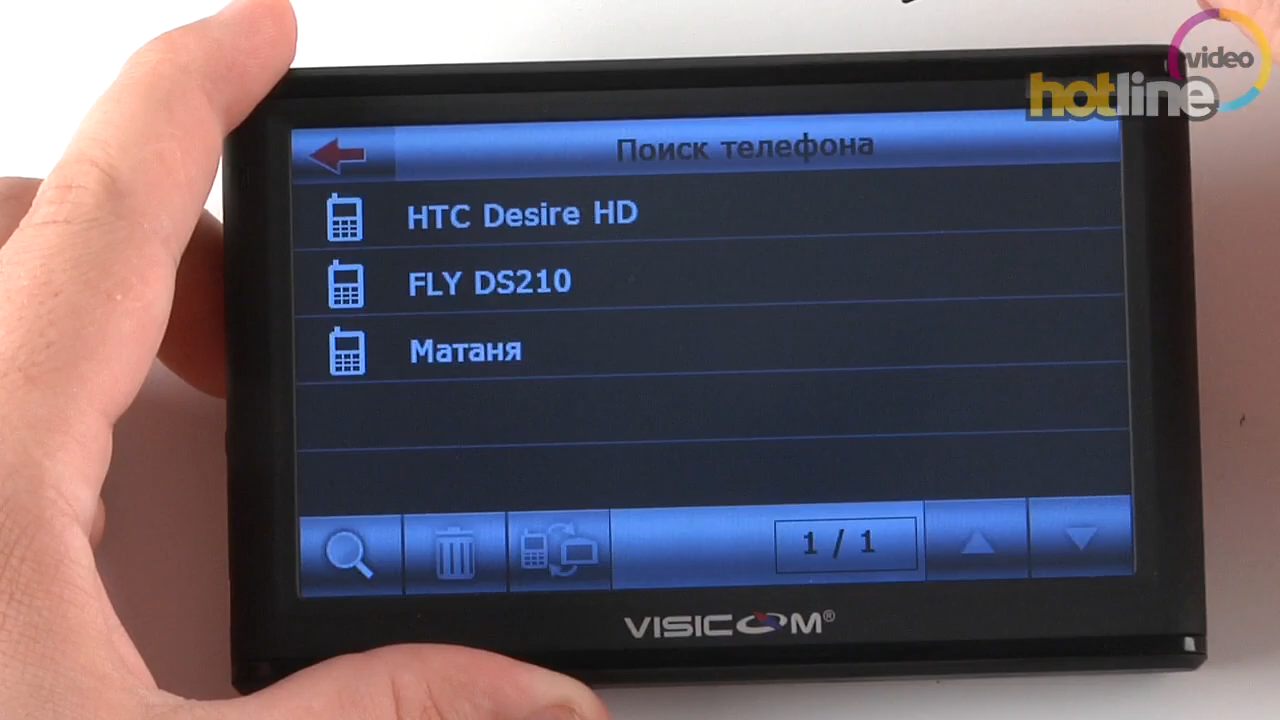 video
hotline
Поиск телефона
HTC Desire HD
FLY DS210
Матаня
1 / 1
VISICOM®